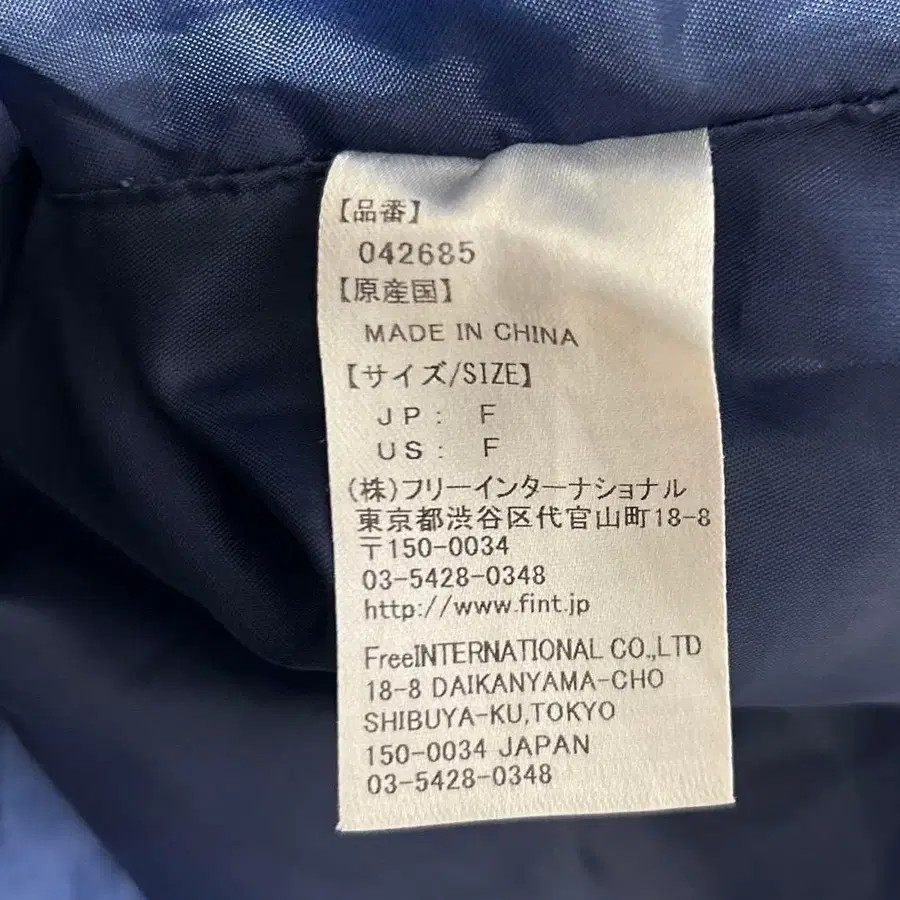 【品番】
042685
【原産国】
MADE IN CHINA
【サイズ/SIZE】
JP: F
US: F
(株)フリーインターナショナル
東京都渋谷区代官山町18-8
〒150-0034
03-5428-0348
http://www.fint.jp
FreeINTERNATIONAL CO.,LTD
18-8 DAIKANYAMA-CHO
SHIBUYA-KU,TOKYO
150-0034 JAPAN
03-5428-0348